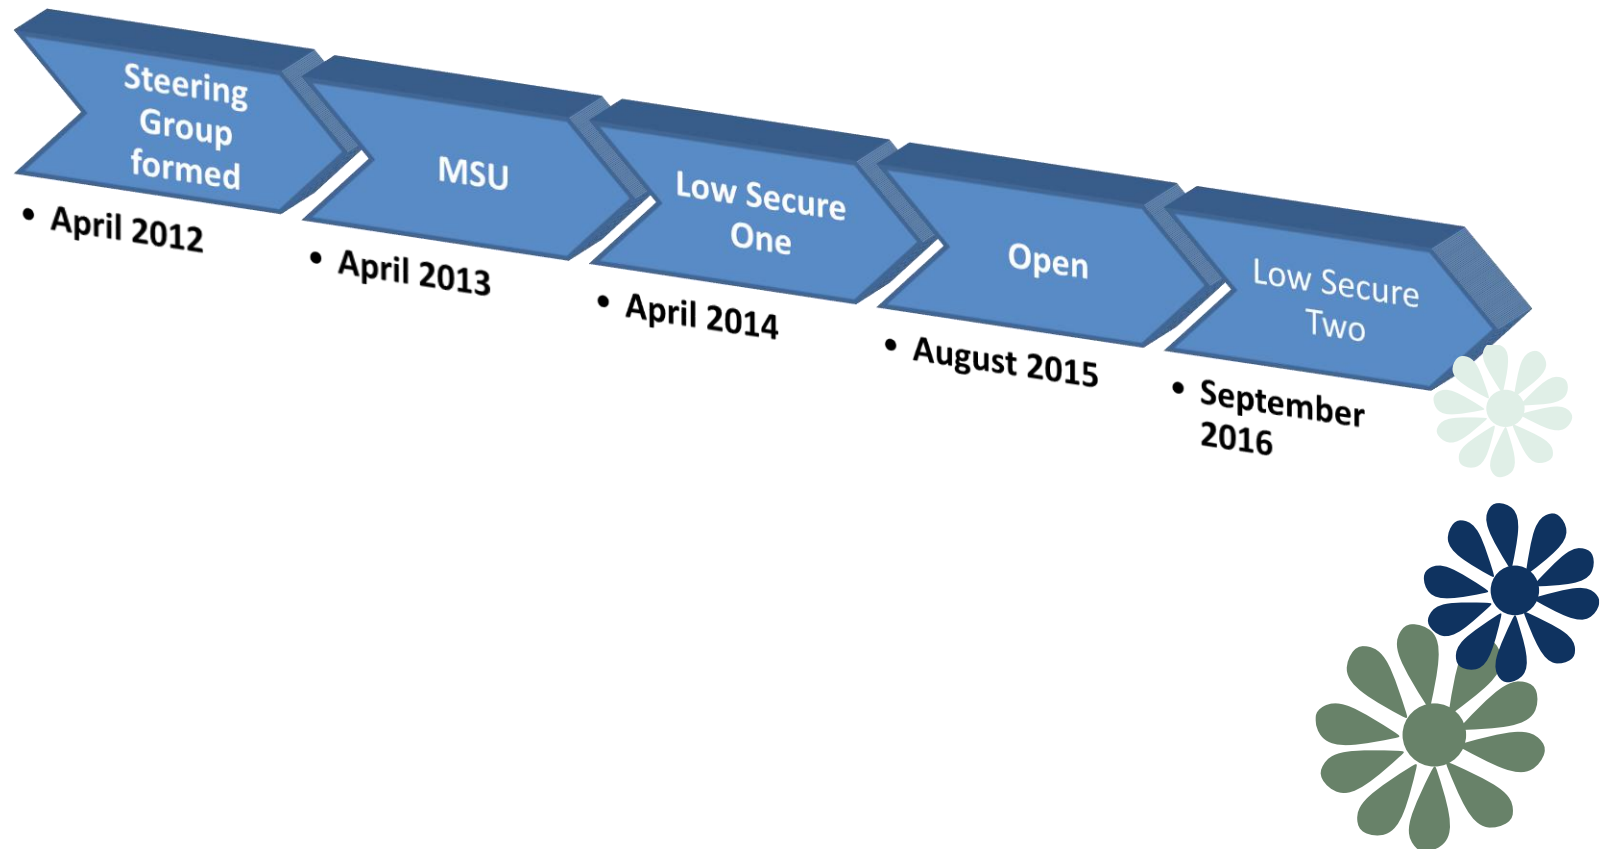 Steering
Group
formed
• April 2012
MSU
• April 2013
Low Secure
One
• April 2014
Open
• August 2015
Low Secure
Two
• September
2016